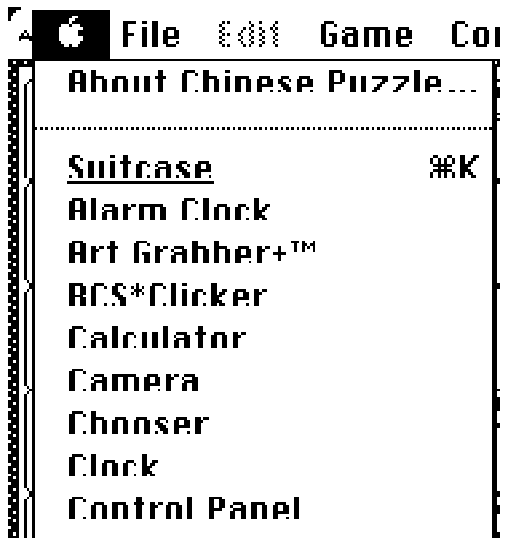 File Edit Game
About Chinese Puzzle...
Suitcase ⌘K
Alarm Clock
Art Grabber+™
BCS*Clicker
Calculator
Camera
Chooser
Clock
Control Panel